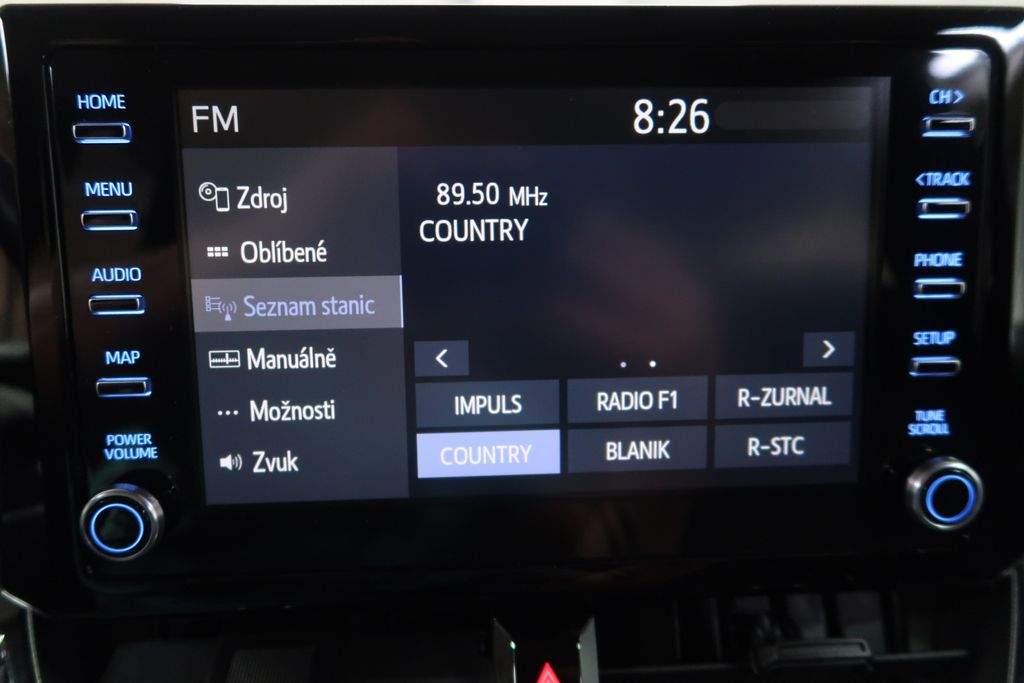 HOME
MENU
AUDIO
MAP
POWER
VOLUME
FM
8:26
Zdroj
Oblíbené
Seznam stanic
Manuálně
Možnosti
Zvuk
89.50 MHz
COUNTRY
< >
IMPULS RADIO F1 R-ZURNAL
COUNTRY BLANIK R-STC
CH>
<TRACK
PHONE
SETUP
TUNE
SCROLL